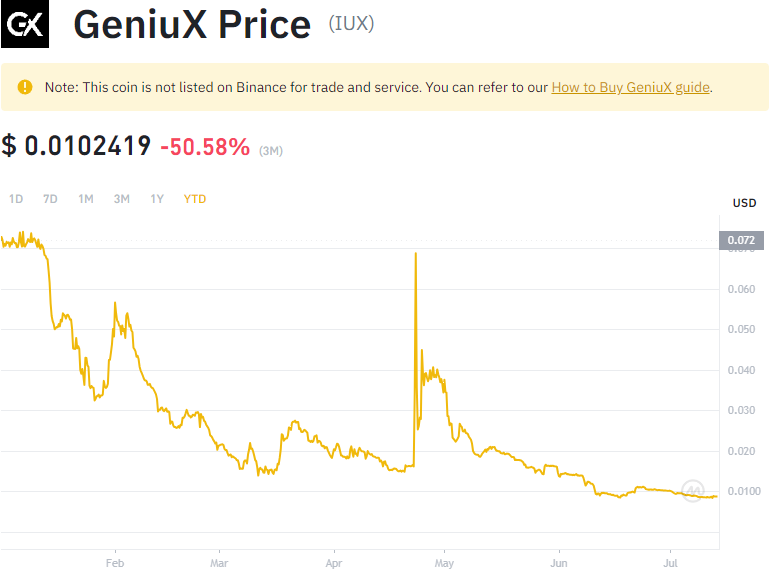 GX
GeniuX Price (IUX)
Note: This coin is not listed on Binance for trade and service. You can refer to our How to Buy GeniuX guide.
$ 0.0102419 -50.58% (3M)
1D 7D 1M 3M 1Y YTD
USD
0.072
0.060
0.050
0.040
0.030
0.020
0.0100
Feb Mar Apr May Jun Jul